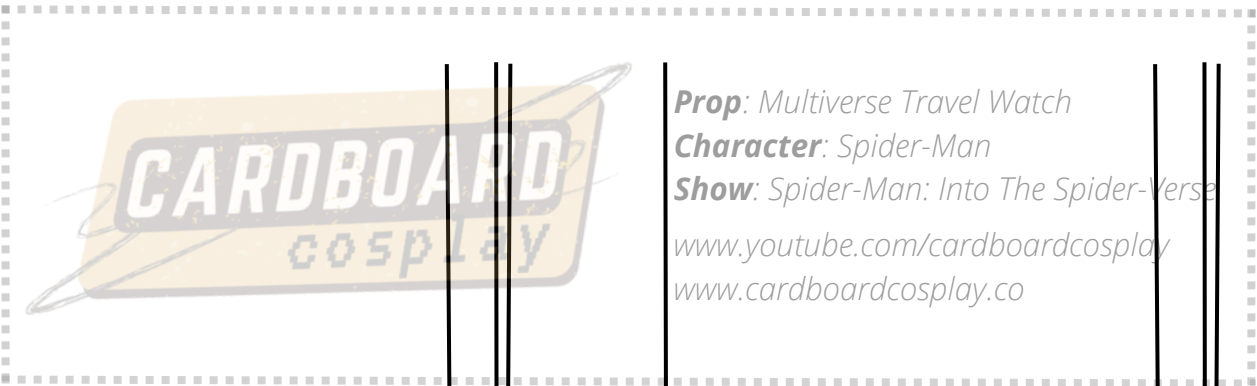 CARDBOARD
cosplay
Prop: Multiverse Travel Watch
Character: Spider-Man
Show: Spider-Man: Into The Spider-Verse
www.youtube.com/cardboardcosplay
www.cardboardcosplay.co